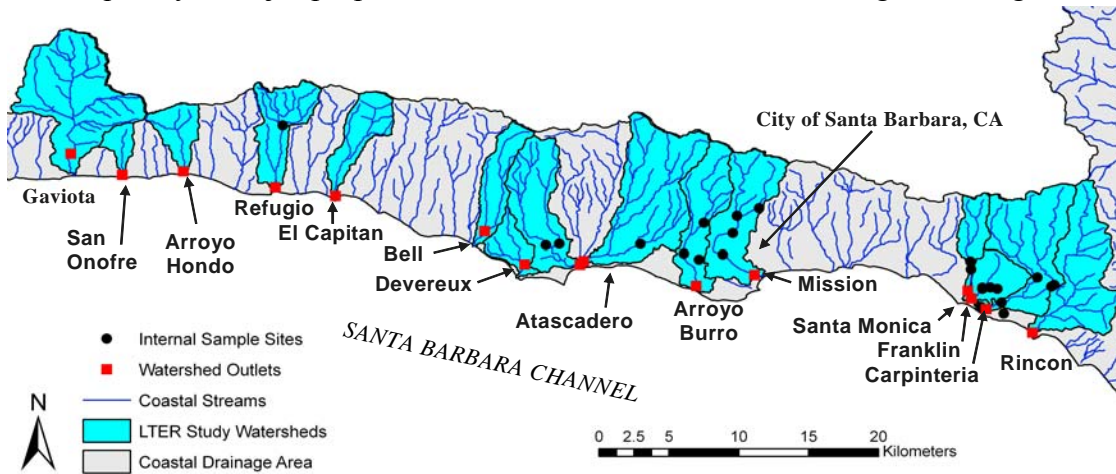 City of Santa Barbara, CA
Gaviota
San
Onofre
Arroyo
Hondo
Refugio
El Capitan
Bell
Devereux
Atascadero
Arroyo
Burro
Mission
Santa Monica
Franklin
Carpinteria
Rincon
SANTA BARBARA CHANNEL
Internal Sample Sites
Watershed Outlets
Coastal Streams
LTER Study Watersheds
Coastal Drainage Area
N
0 2.5 5 10 15 20
Kilometers